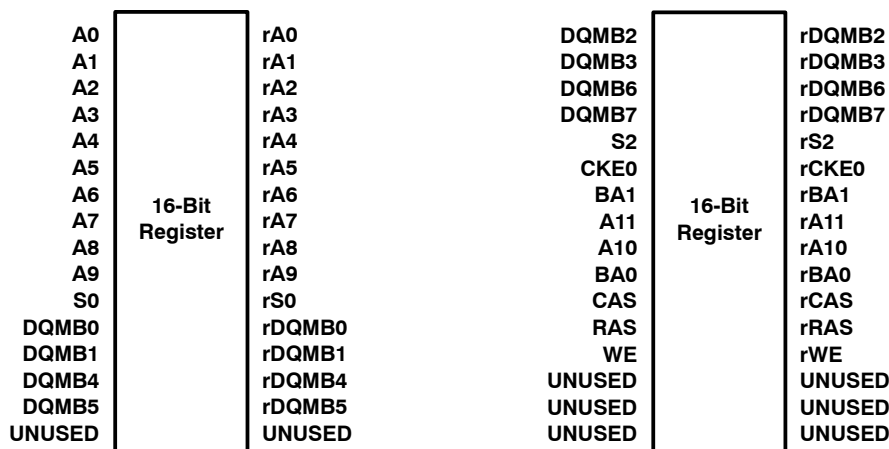 A0 rA0 DQMB2 rDQMB2
A1 rA1 DQMB3 rDQMB3
A2 rA2 DQMB6 rDQMB6
A3 rA3 DQMB7 rDQMB7
A4 rA4 S2 rS2
A5 rA5 CKE0 rCKE0
A6 16-Bit rA6 BA1 16-Bit rBA1
A7 Register rA7 A11 Register rA11
A8 rA8 A10 rA10
A9 rA9 BA0 rBA0
S0 rS0 CAS rCAS
DQMB0 rDQMB0 RAS rRAS
DQMB1 rDQMB1 WE rWE
DQMB4 rDQMB4 UNUSED UNUSED
DQMB5 rDQMB5 UNUSED UNUSED
UNUSED UNUSED UNUSED UNUSED